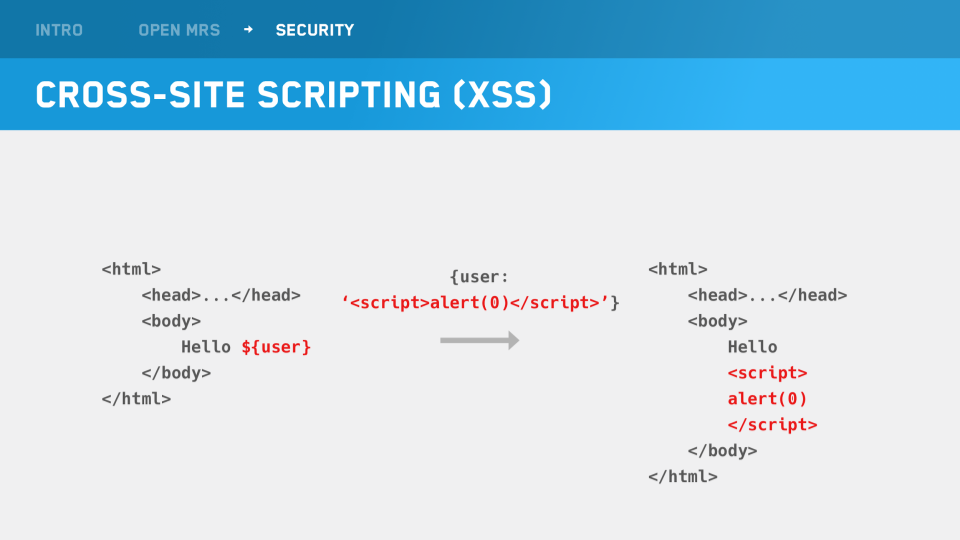 INTRO OPEN MRS → SECURITY
CROSS-SITE SCRIPTING (XSS)
<html>
<head>...</head>
<body>
Hello ${user}
</body>
</html>
{user:
‘<script>alert(0)</script>’}
<html>
<head>...</head>
<body>
Hello
<script>
alert(0)
</script>
</body>
</html>